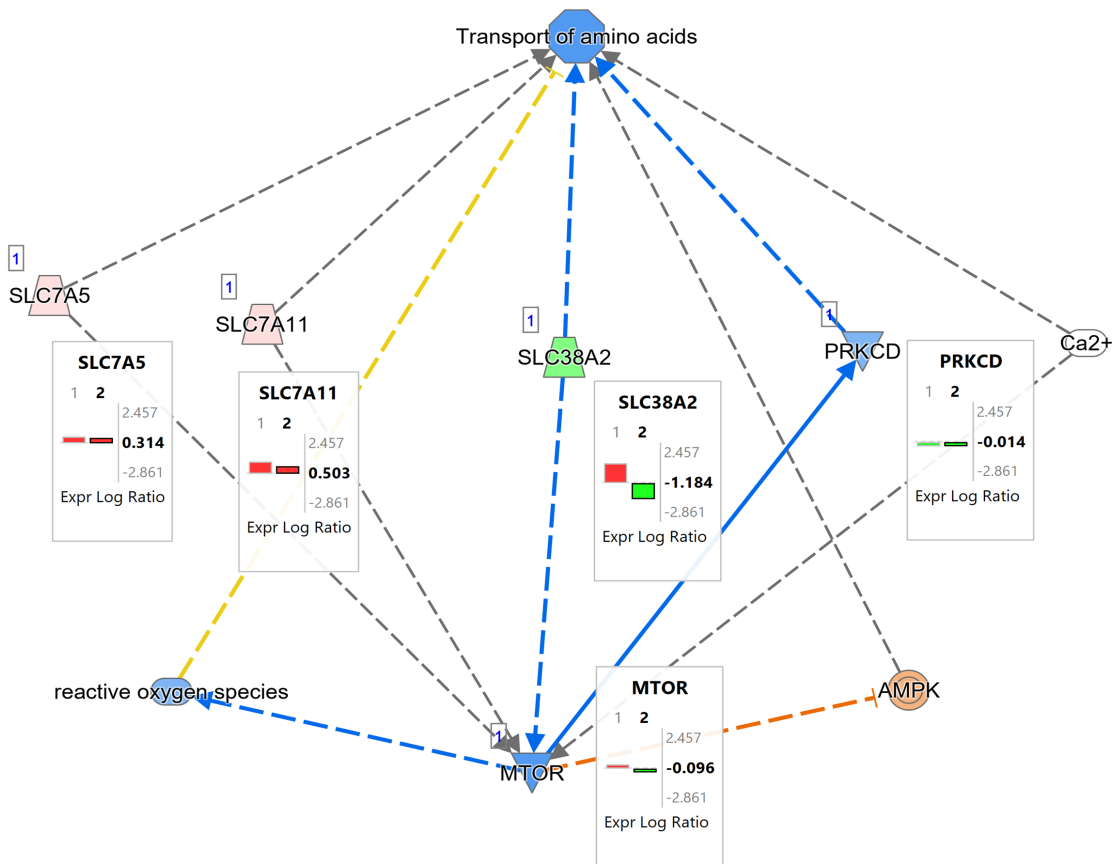 Transport of amino acids
1
SLC7A5
1
SLC7A11
1
SLC38A2
1
PRKCD
Ca2+
SLC7A5
1 2
2.457
0.314
-2.861
Expr Log Ratio
SLC7A11
1 2
2.457
0.503
-2.861
Expr Log Ratio
SLC38A2
1 2
2.457
-1.184
-2.861
Expr Log Ratio
PRKCD
1 2
2.457
-0.014
-2.861
Expr Log Ratio
reactive oxygen species
1
MTOR
AMPK
MTOR
1 2
2.457
-0.096
-2.861
Expr Log Ratio